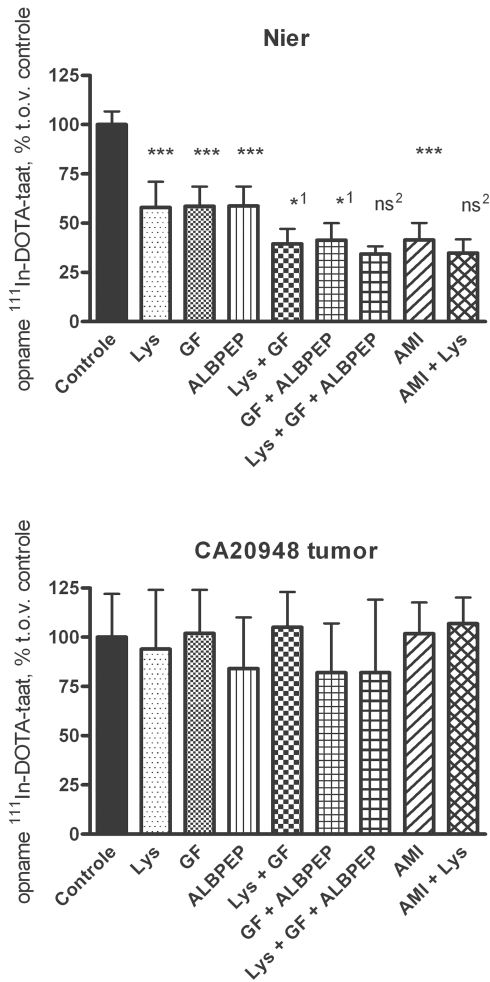 Nier
opname ¹¹¹In-DOTA-taat, % t.o.v. controle
125
100
75
50
25
0
***
***
***
*¹
*¹
ns²
***
ns²
Controle
Lys
GF
ALBPEP
Lys + GF
GF + ALBPEP
Lys + GF + ALBPEP
AMI
AMI + Lys
CA20948 tumor
opname ¹¹¹In-DOTA-taat, % t.o.v. controle
125
100
75
50
25
0
Controle
Lys
GF
ALBPEP
Lys + GF
GF + ALBPEP
Lys + GF + ALBPEP
AMI
AMI + Lys